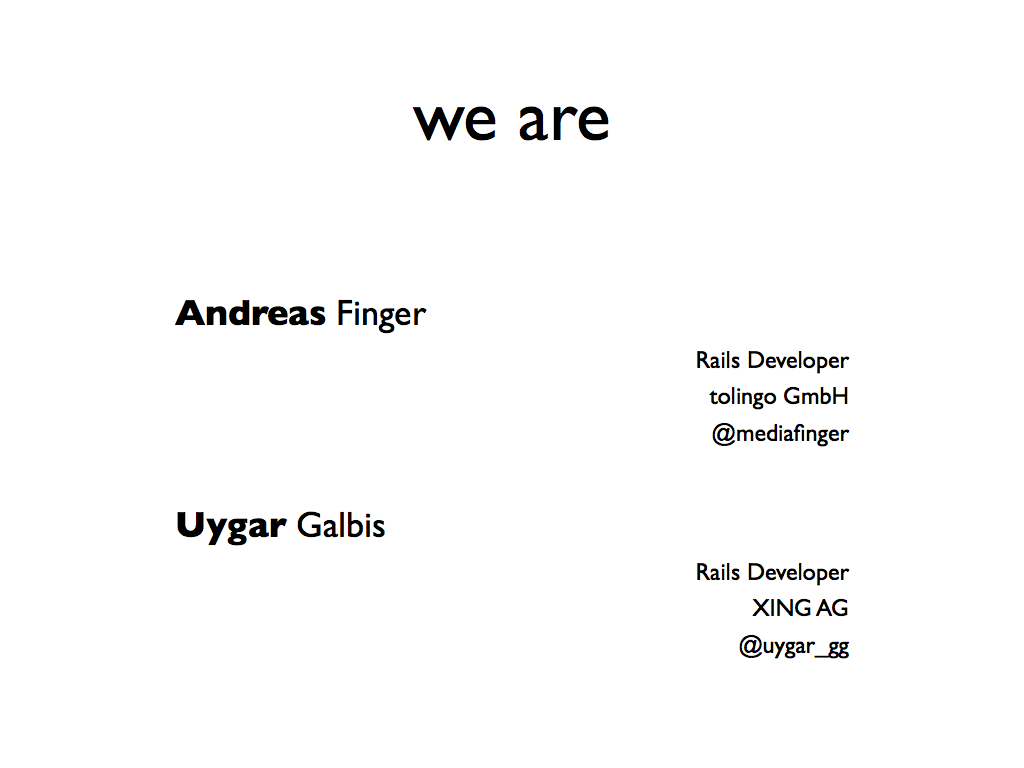 we are
Andreas Finger
Rails Developer
tolingo GmbH
@mediafinger
Uygar Galbis
Rails Developer
XING AG
@uygar_gg